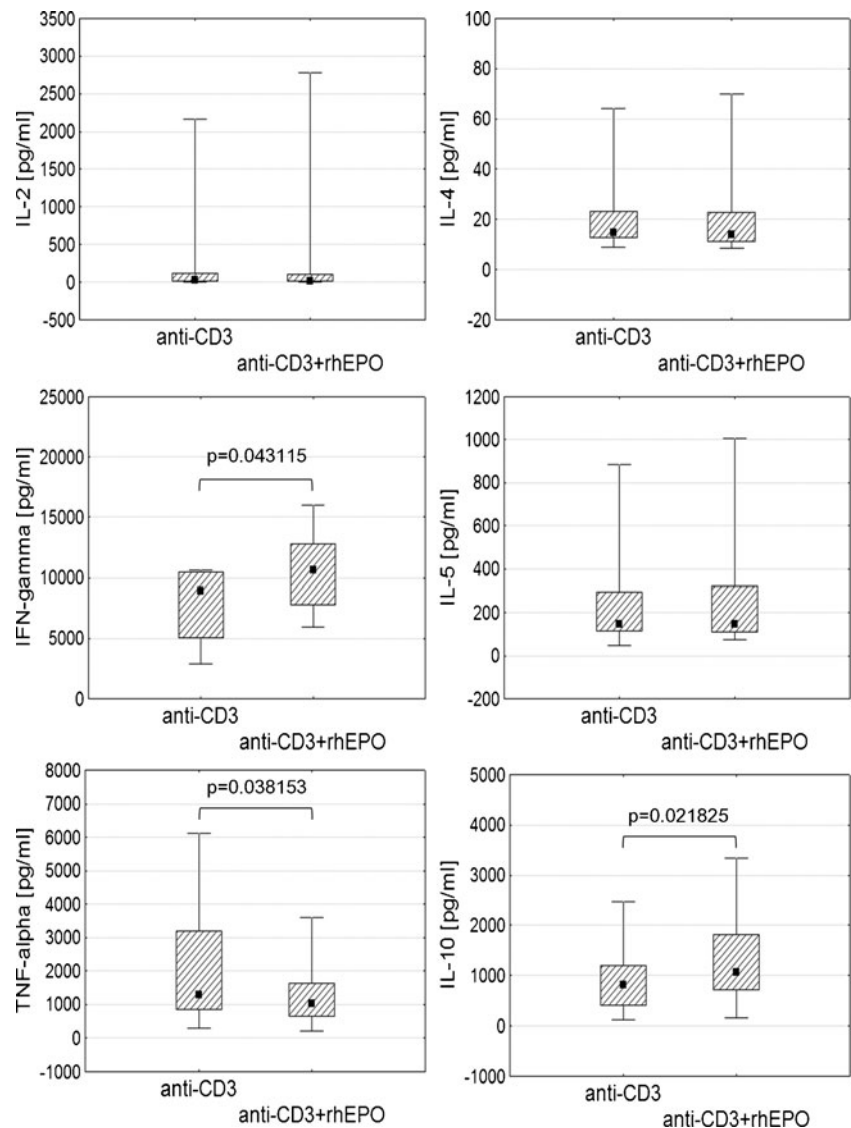 IL-2 [pg/ml]
3500
3000
2500
2000
1500
1000
500
0
-500
anti-CD3
anti-CD3+rhEPO
IL-4 [pg/ml]
100
80
60
40
20
0
-20
anti-CD3
anti-CD3+rhEPO
IFN-gamma [pg/ml]
25000
20000
15000
10000
5000
0
p=0.043115
anti-CD3
anti-CD3+rhEPO
IL-5 [pg/ml]
1200
1000
800
600
400
200
0
-200
anti-CD3
anti-CD3+rhEPO
TNF-alpha [pg/ml]
8000
7000
6000
5000
4000
3000
2000
1000
0
-1000
p=0.038153
anti-CD3
anti-CD3+rhEPO
IL-10 [pg/ml]
5000
4000
3000
2000
1000
0
-1000
p=0.021825
anti-CD3
anti-CD3+rhEPO